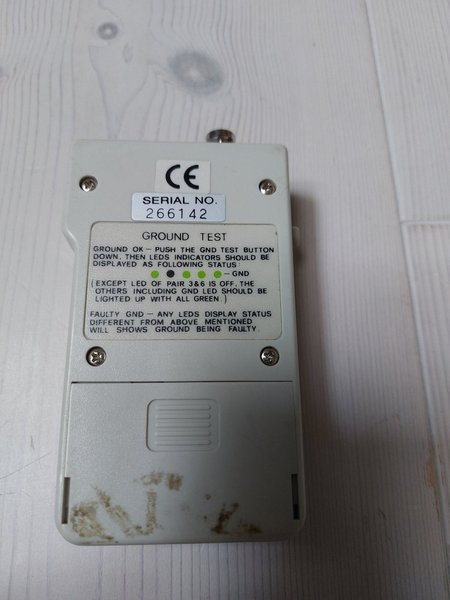 CE
SERIAL NO.
266142
GROUND TEST
GROUND OK - PUSH THE GND TEST BUTTON
DOWN, THEN LEDS INDICATORS SHOULD BE
DISPLAYED AS FOLLOWING STATUS:
- GND
(EXCEPT LED OF PAIR 3&6 IS OFF, THE
OTHERS INCLUDING GND LED SHOULD BE
LIGHTED UP WITH ALL GREEN.)
FAULTY GND - ANY LEDS DISPLAY STATUS
DIFFERENT FROM ABOVE MENTIONED
WILL SHOWS GROUND BEING FAULTY.